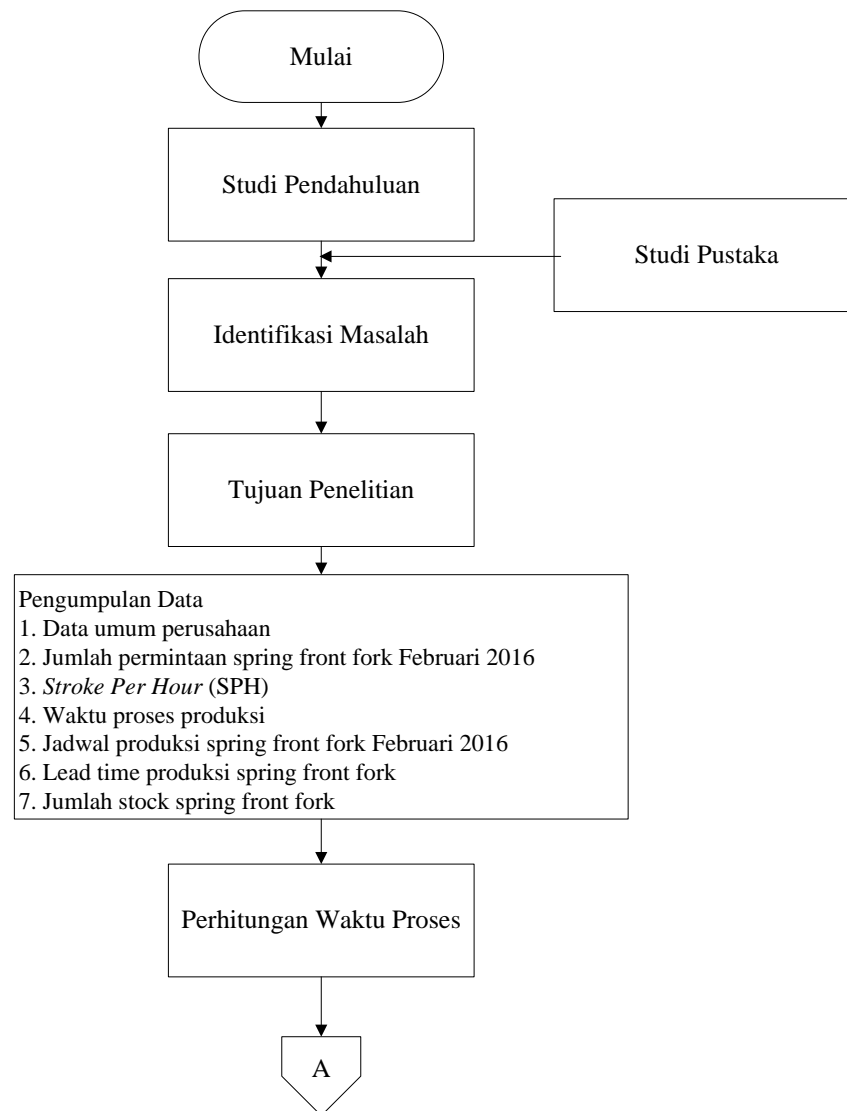 Mulai
Studi Pendahuluan
Studi Pustaka
Identifikasi Masalah
Tujuan Penelitian
Pengumpulan Data
1. Data umum perusahaan
2. Jumlah permintaan spring front fork Februari 2016
3. Stroke Per Hour (SPH)
4. Waktu proses produksi
5. Jadwal produksi spring front fork Februari 2016
6. Lead time produksi spring front fork
7. Jumlah stock spring front fork
Perhitungan Waktu Proses
A